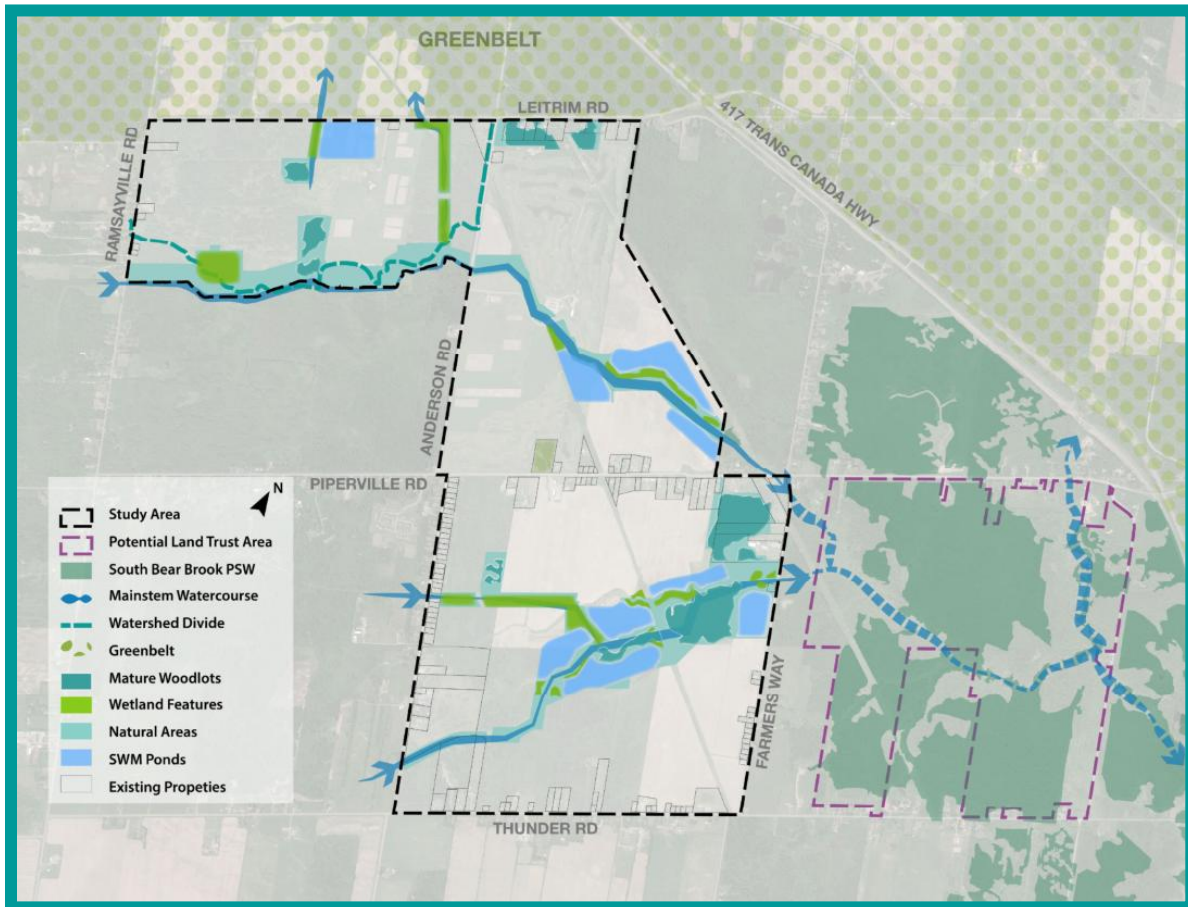 GREENBELT
LEITRIM RD
417 TRANS CANADA HWY
RAMSAYVILLE RD
ANDERSON RD
PIPERVILLE RD
N
Study Area
Potential Land Trust Area
South Bear Brook PSW
Mainstem Watercourse
Watershed Divide
Greenbelt
Mature Woodlots
Wetland Features
Natural Areas
SWM Ponds
Existing Propeties
FARMERS WAY
THUNDER RD